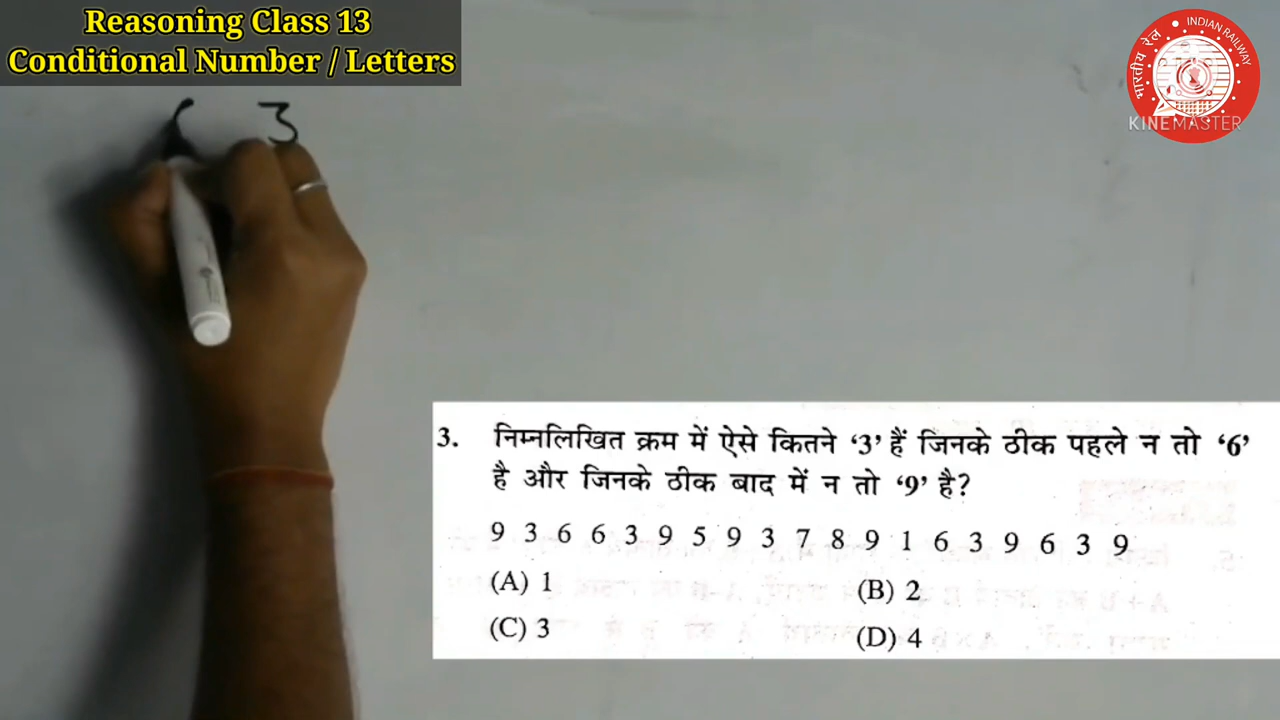 Reasoning Class 13
Conditional Number / Letters
भारतीय रेल
INDIAN RAILWAY
KINEMASTER
6 3
3. निम्नलिखित क्रम में ऐसे कितने ‘3’ हैं जिनके ठीक पहले न तो ‘6’
है और जिनके ठीक बाद में न तो ‘9’ है?
9 3 6 6 3 9 5 9 3 7 8 9 1 6 3 9 6 3 9
(A) 1
(B) 2
(C) 3
(D) 4